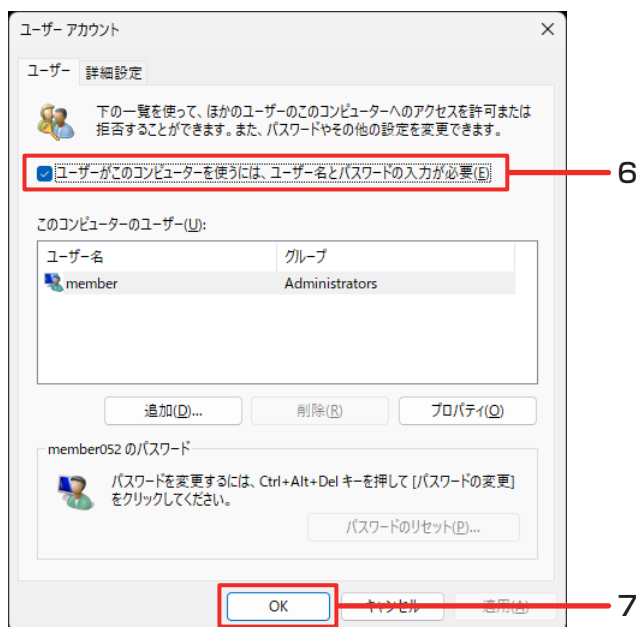 ユーザー アカウント
ユーザー 詳細設定
下の一覧を使って、ほかのユーザーのこのコンピューターへのアクセスを許可または
拒否することができます。また、パスワードやその他の設定を変更できます。
ユーザーがこのコンピューターを使うには、ユーザー名とパスワードの入力が必要(E)
6
このコンピューターのユーザー(U):
ユーザー名 グループ
member Administrators
追加(D)... 削除(R) プロパティ(O)
member052 のパスワード
パスワードを変更するには、Ctrl+Alt+Del キーを押して [パスワードの変更]
をクリックしてください。
パスワードのリセット(P)...
OK キャンセル 適用(A)
7